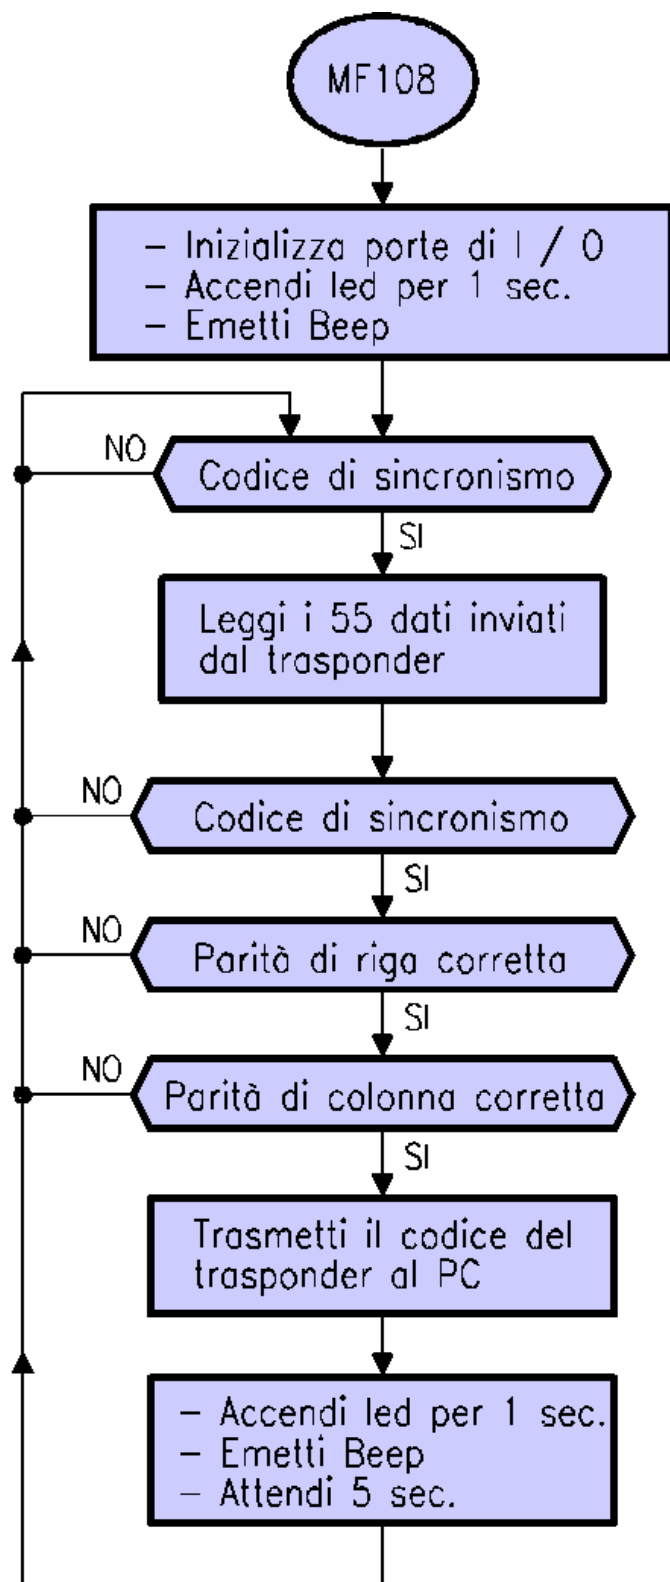 MF108
– Inizializza porte di I / O
– Accendi led per 1 sec.
– Emetti Beep
NO
Codice di sincronismo
SI
Leggi i 55 dati inviati
dal trasponder
NO
Codice di sincronismo
SI
NO
Parità di riga corretta
SI
NO
Parità di colonna corretta
SI
Trasmetti il codice del
trasponder al PC
– Accendi led per 1 sec.
– Emetti Beep
– Attendi 5 sec.